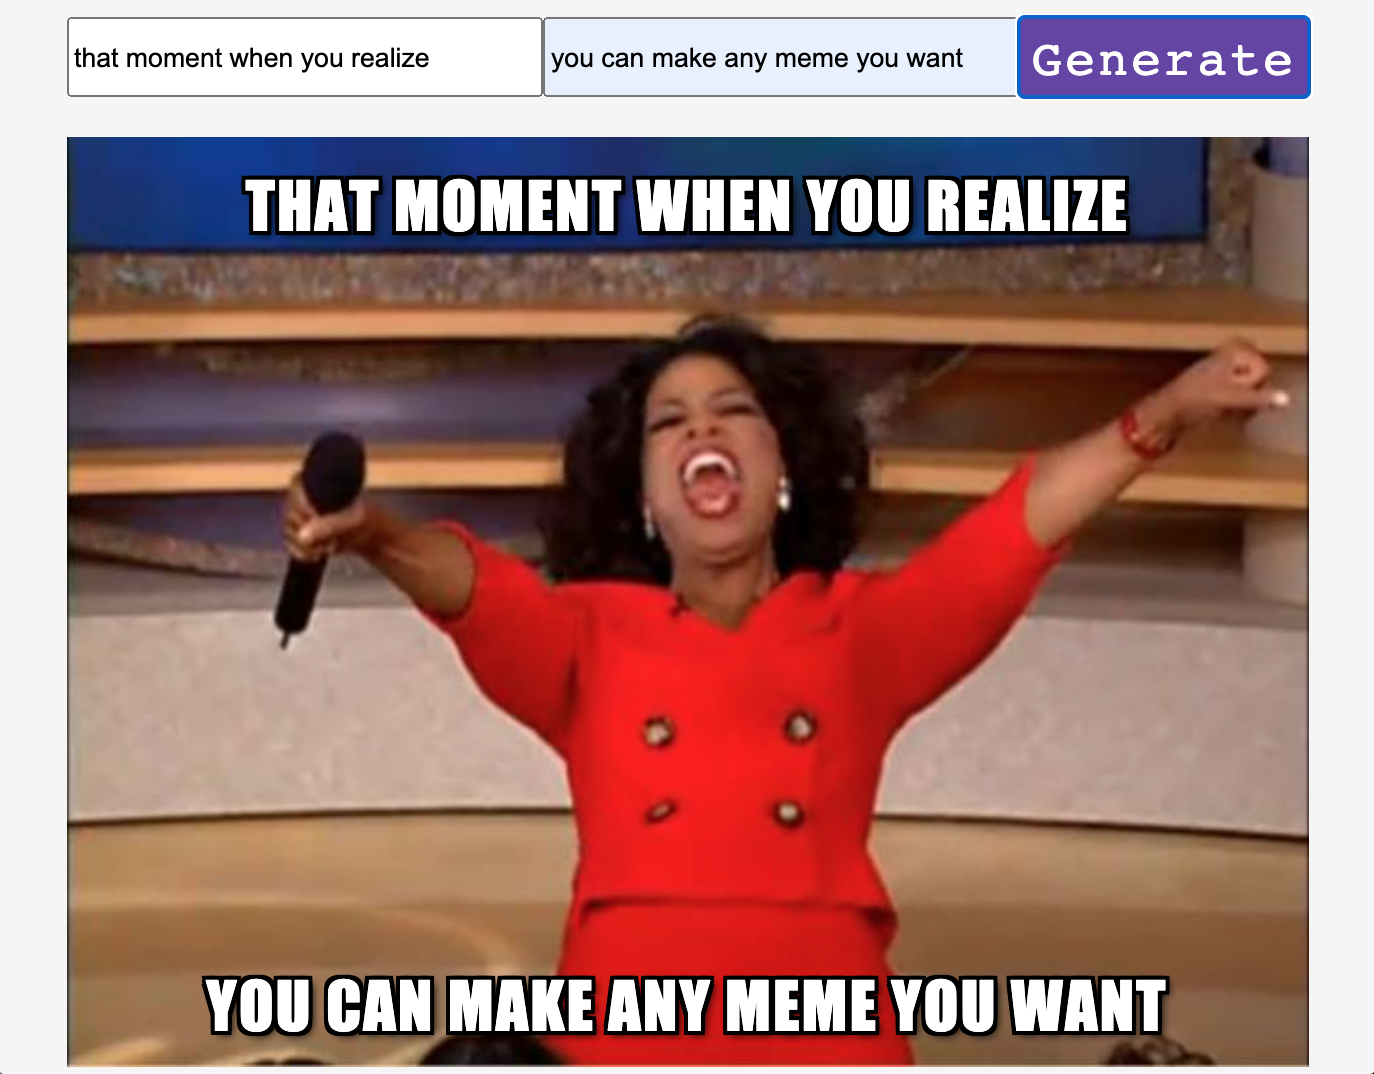 that moment when you realize
you can make any meme you want
Generate
THAT MOMENT WHEN YOU REALIZE
YOU CAN MAKE ANY MEME YOU WANT